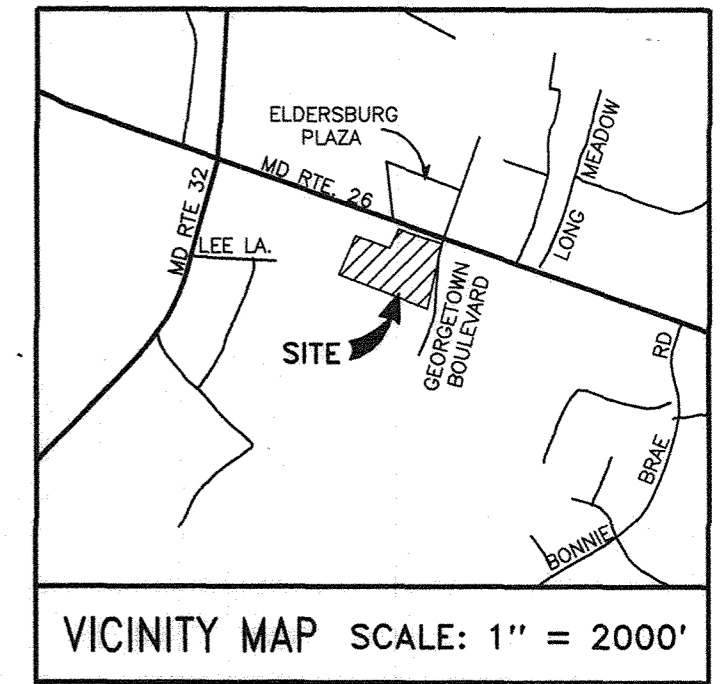 ELDERSBURG
PLAZA
MD RTE. 26
MD RTE 32
LEE LA.
LONG MEADOW
SITE
GEORGETOWN
BOULEVARD
BONNIE BRAE RD
VICINITY MAP SCALE: 1" = 2000'